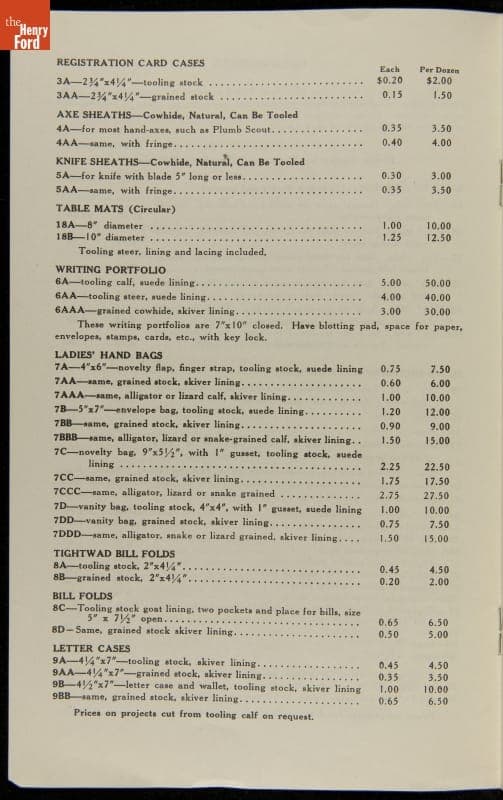 the
Henry
Ford
REGISTRATION CARD CASES
Each Per Dozen
3A—2¾"x4¼"—tooling stock ............................ $0.20 $2.00
3AA—2¾"x4¼"—grained stock .......................... 0.15 1.50
AXE SHEATHS—Cowhide, Natural, Can Be Tooled
4A—for most hand-axes, such as Plumb Scout................ 0.35 3.50
4AA—same, with fringe.................................. 0.40 4.00
KNIFE SHEATHS—Cowhide, Natural, Can Be Tooled
5A—for knife with blade 5" long or less...................... 0.30 3.00
5AA—same, with fringe.................................. 0.35 3.50
TABLE MATS (Circular)
18A—8" diameter ...................................... 1.00 10.00
18B—10" diameter ..................................... 1.25 12.50
Tooling steer, lining and lacing included.
WRITING PORTFOLIO
6A—tooling calf, suede lining.............................. 5.00 50.00
6AA—tooling steer, suede lining............................ 4.00 40.00
6AAA—grained cowhide, skiver lining....................... 3.00 30.00
These writing portfolios are 7"x10" closed. Have blotting pad, space for paper,
envelopes, stamps, cards, etc., with key lock.
LADIES' HAND BAGS
7A—4"x6"—novelty flap, finger strap, tooling stock, suede lining 0.75 7.50
7AA—same, grained stock, skiver lining...................... 0.60 6.00
7AAA—same, alligator or lizard calf, skiver lining............. 1.00 10.00
7B—5"x7"—envelope bag, tooling stock, suede lining.......... 1.20 12.00
7BB—same, grained stock, skiver lining...................... 0.90 9.00
7BBB—same, alligator, lizard or snake-grained calf, skiver lining.. 1.50 15.00
7C—novelty bag, 9"x5½", with 1" gusset, tooling stock, suede
lining ........................................... 2.25 22.50
7CC—same, grained stock, skiver lining...................... 1.75 17.50
7CCC—same, alligator, lizard or snake grained .............. 2.75 27.50
7D—vanity bag, tooling stock, 4"x4", with 1" gusset, suede lining 1.00 10.00
7DD—vanity bag, grained stock, skiver lining................. 0.75 7.50
7DDD—same, alligator, snake or lizard grained, skiver lining.... 1.50 15.00
TIGHTWAD BILL FOLDS
8A—tooling stock, 2"x4¼"................................ 0.45 4.50
8B—grained stock, 2"x4¼"............................... 0.20 2.00
BILL FOLDS
8C—Tooling stock goat lining, two pockets and place for bills, size
5" x 7½" open................................... 0.65 6.50
8D—Same, grained stock skiver lining....................... 0.50 5.00
LETTER CASES
9A—4¼"x7"—tooling stock, skiver lining................... 0.45 4.50
9AA—4¼"x7"—grained stock, skiver lining.................. 0.35 3.50
9B—4½"x7"—letter case and wallet, tooling stock, skiver lining 1.00 10.00
9BB—same, grained stock, skiver lining...................... 0.65 6.50
Prices on projects cut from tooling calf on request.